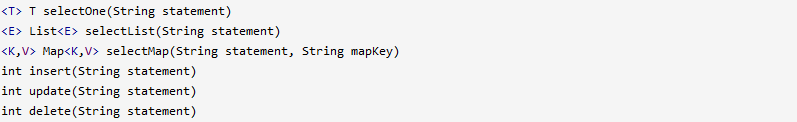 <T> T selectOne(String statement)
<E> List<E> selectList(String statement)
<K,V> Map<K,V> selectMap(String statement, String mapKey)
int insert(String statement)
int update(String statement)
int delete(String statement)